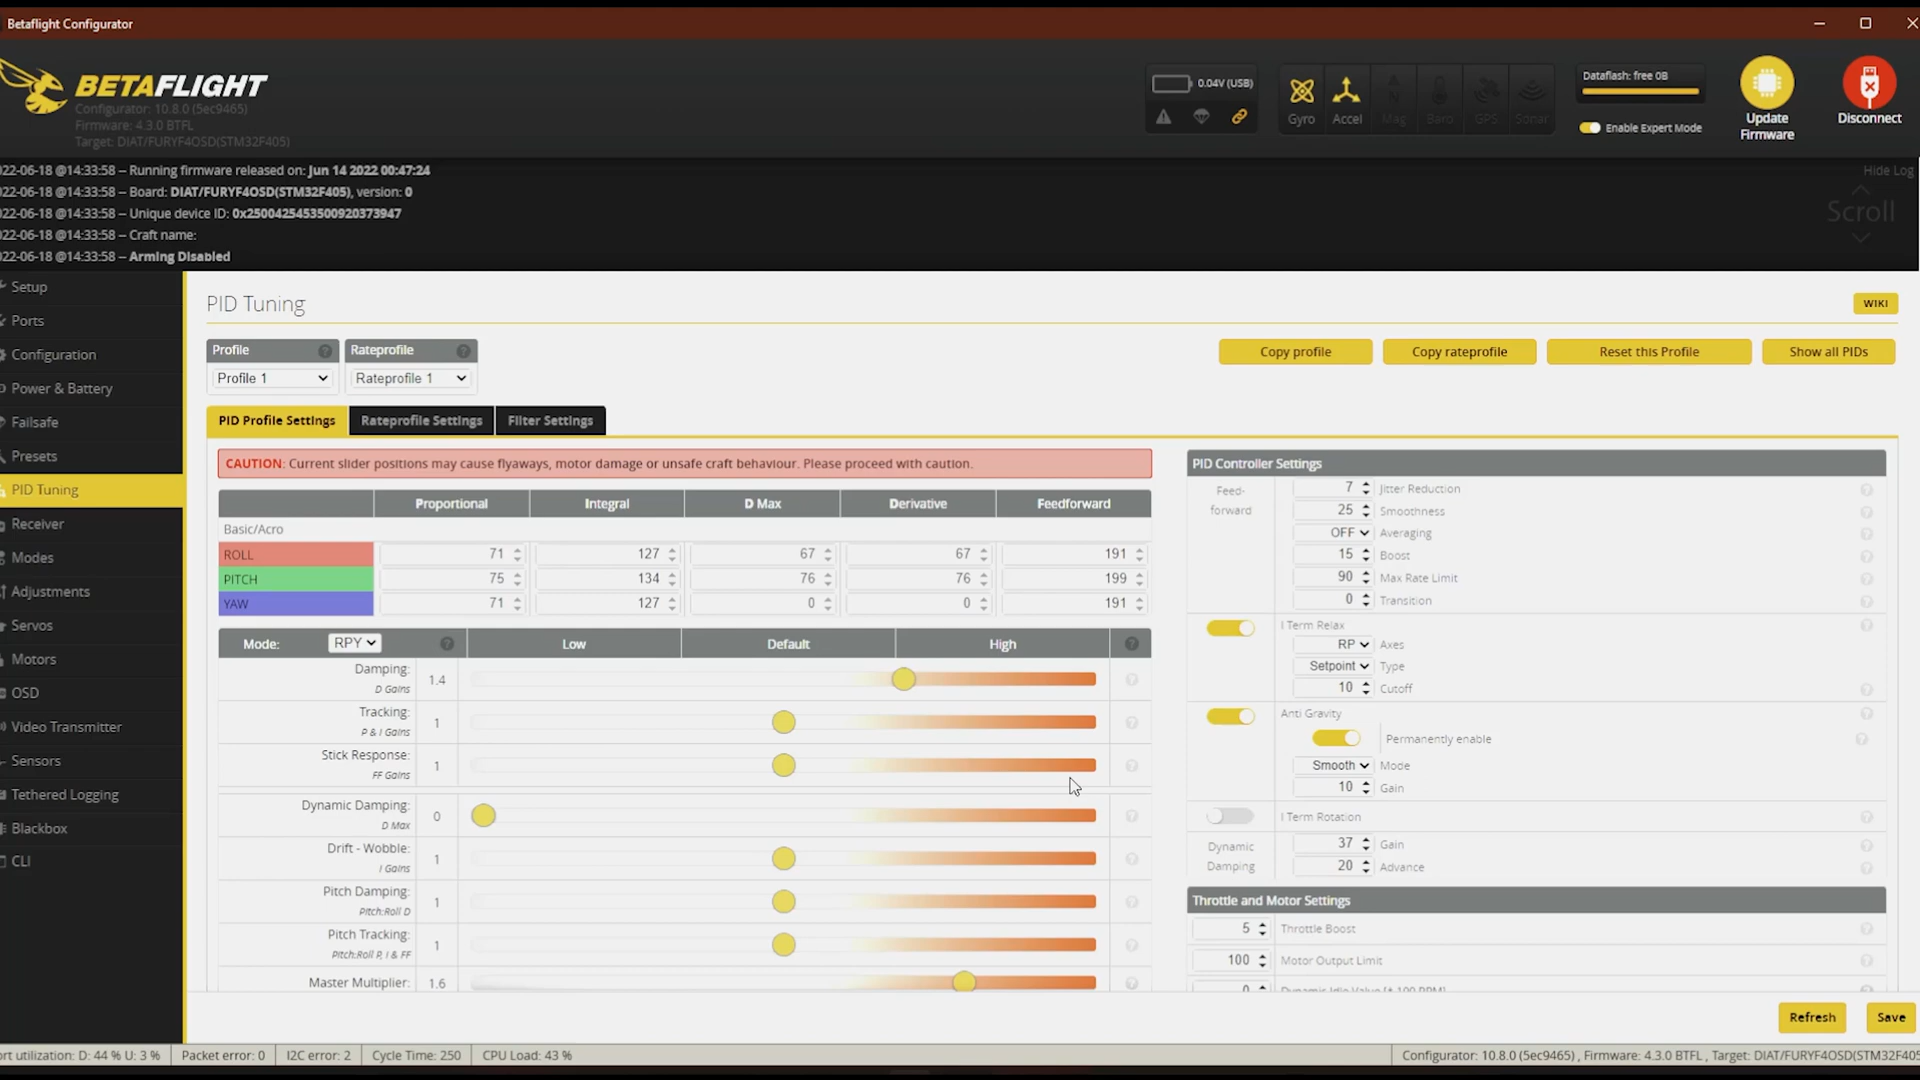 Betaflight Configurator
BETAFLIGHT
Configurator: 10.8.0 (5ec9465)
Firmware: 4.3.0 BTFL
Target: DIAT/FURYF4OSD(STM32F405)
0.04V (USB)
Gyro
Accel
Mag
Baro
GPS
Sonar
Dataflash: free 0B
Enable Expert Mode
Update Firmware
Disconnect
22-06-18 @14:33:58 -- Running firmware released on: Jun 14 2022 00:47:24
22-06-18 @14:33:58 -- Board: DIAT/FURYF4OSD(STM32F405), version: 0
22-06-18 @14:33:58 -- Unique device ID: 0x2500425453500920373947
22-06-18 @14:33:58 -- Craft name:
22-06-18 @14:33:58 -- Arming Disabled
Hide Log
Scroll
Setup
Ports
Configuration
Power & Battery
Failsafe
Presets
PID Tuning
Receiver
Modes
Adjustments
Servos
Motors
OSD
Video Transmitter
Sensors
Tethered Logging
Blackbox
CLI
PID Tuning
WIKI
Profile
Rateprofile
Profile 1
Rateprofile 1
Copy profile
Copy rateprofile
Reset this Profile
Show all PIDs
PID Profile Settings
Rateprofile Settings
Filter Settings
CAUTION: Current slider positions may cause flyaways, motor damage or unsafe craft behaviour. Please proceed with caution.
Proportional Integral D Max Derivative Feedforward
Basic/Acro
ROLL 71 127 67 67 191
PITCH 75 134 76 76 199
YAW 71 127 0 0 191
Mode: RPY Low Default High
Damping: 1.4
D Gains
Tracking: 1
P & I Gains
Stick Response: 1
FF Gains
Dynamic Damping: 0
D Max
Drift - Wobble: 1
I Gains
Pitch Damping: 1
Pitch:Roll D
Pitch Tracking: 1
Pitch:Roll P, I & FF
Master Multiplier: 1.6
PID Controller Settings
Feed-forward
7 Jitter Reduction
25 Smoothness
OFF Averaging
15 Boost
90 Max Rate Limit
0 Transition
I Term Relax
RP Axes
Setpoint Type
10 Cutoff
Anti Gravity
Permanently enable
Smooth Mode
10 Gain
I Term Rotation
Dynamic Damping
37 Gain
20 Advance
Throttle and Motor Settings
5 Throttle Boost
100 Motor Output Limit
0 Dynamic Idle Value [* 100 RPM]
Refresh
Save
ort utilization: D: 44 % U: 3 %
Packet error: 0
I2C error: 2
Cycle Time: 250
CPU Load: 43 %
Configurator: 10.8.0 (5ec9465) , Firmware: 4.3.0 BTFL , Target: DIAT/FURYF4OSD(STM32F405